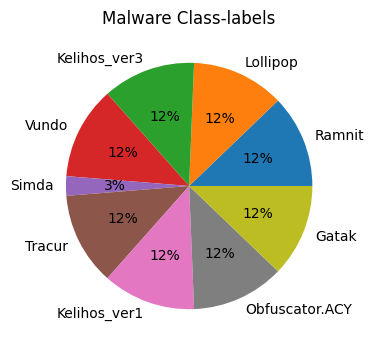 Malware Class-labels
Kelihos_ver3
Lollipop
12%
12%
Vundo
12%
Ramnit
12%
Simda
3%
Tracur
12%
12%
Gatak
12%
12%
Kelihos_ver1
Obfuscator.ACY